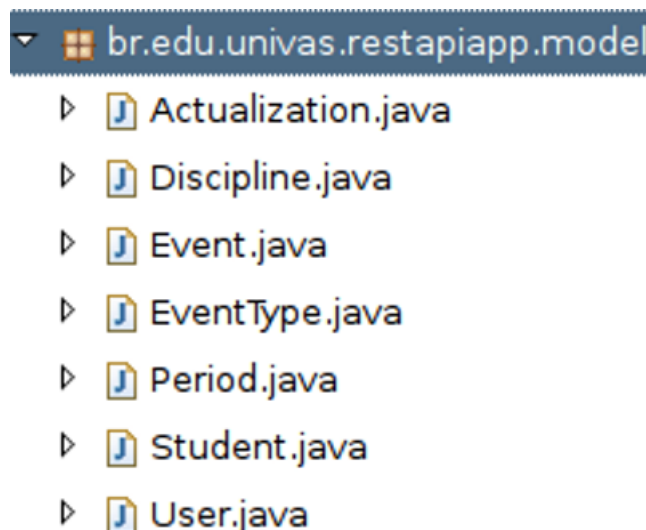 br.edu.univas.restapiapp.model
Actualization.java
Discipline.java
Event.java
EventType.java
Period.java
Student.java
User.java